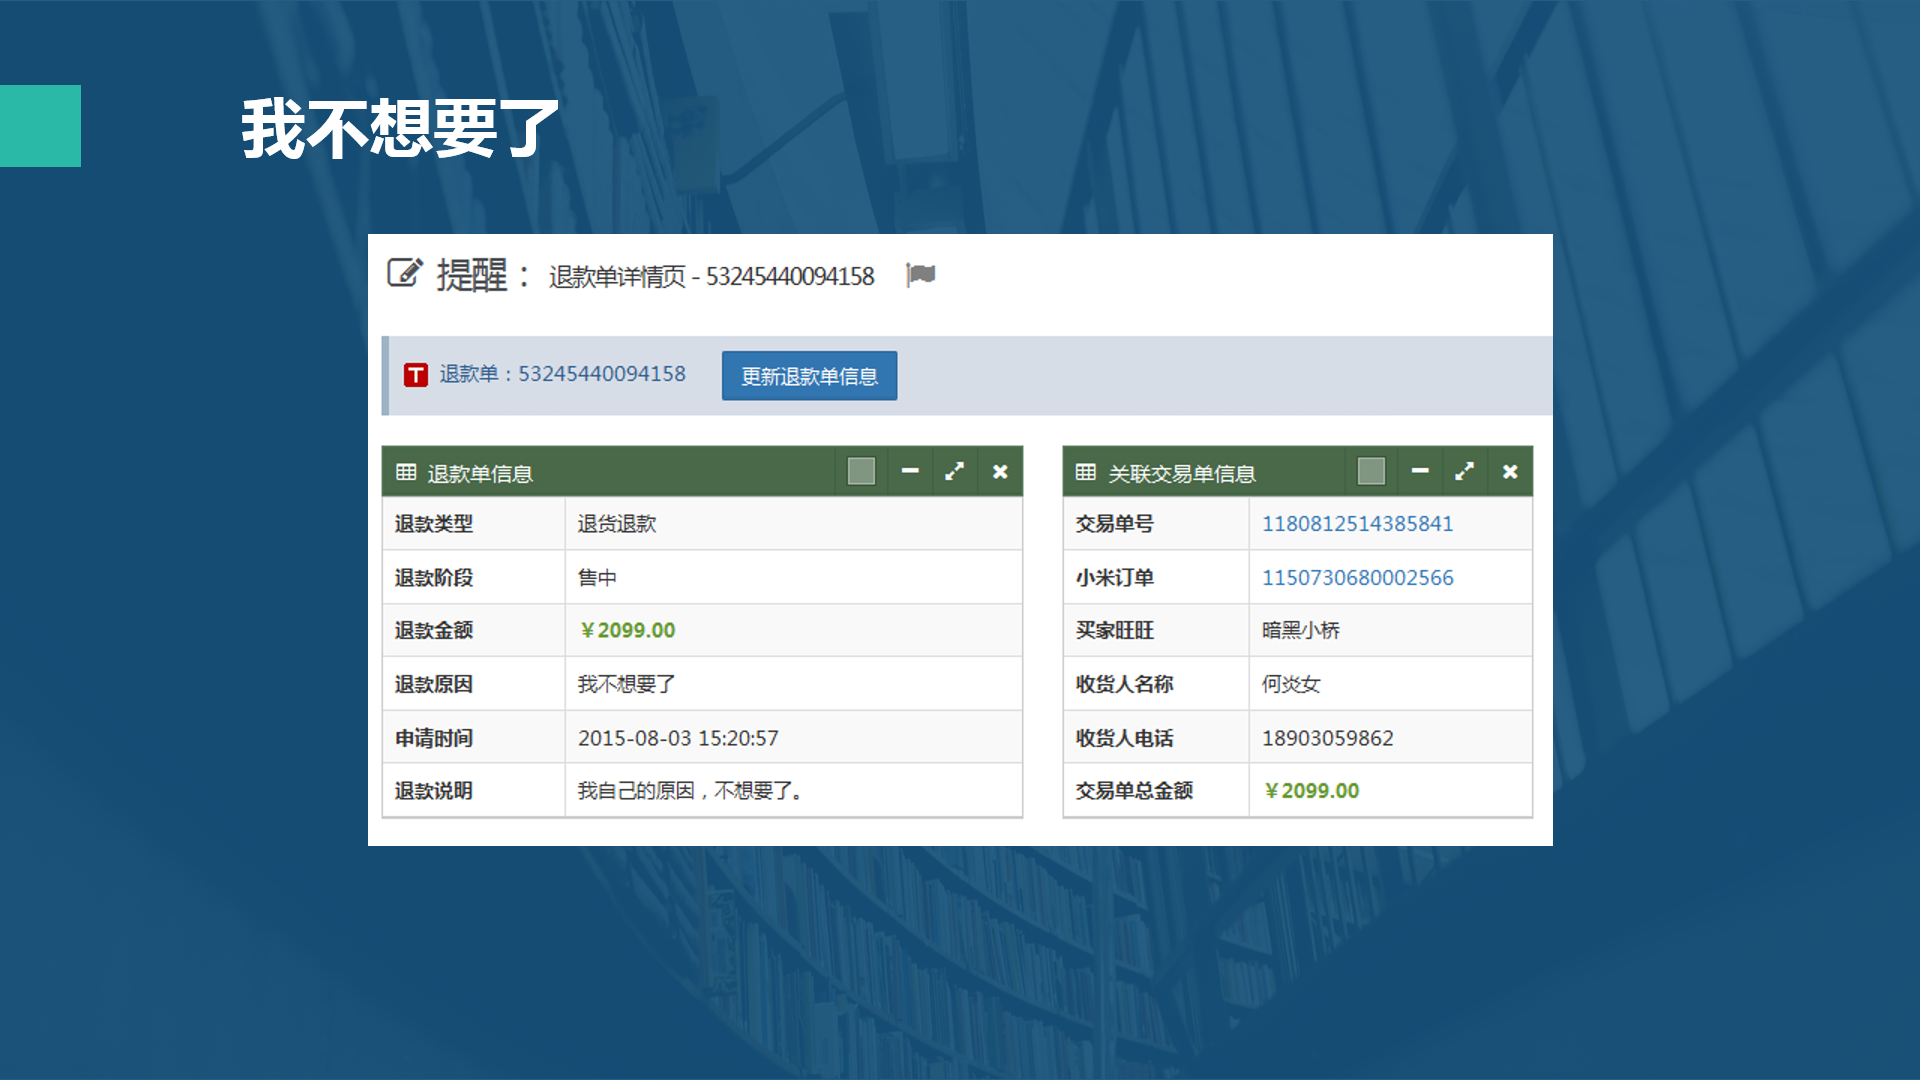 我不想要了
提醒： 退款单详情页 - 53245440094158
T 退款单：53245440094158 更新退款单信息
退款单信息
退款类型 退货退款
退款阶段 售中
退款金额 ￥2099.00
退款原因 我不想要了
申请时间 2015-08-03 15:20:57
退款说明 我自己的原因，不想要了。
关联交易单信息
交易单号 1180812514385841
小米订单 1150730680002566
买家旺旺 暗黑小桥
收货人名称 何炎女
收货人电话 18903059862
交易单总金额 ￥2099.00